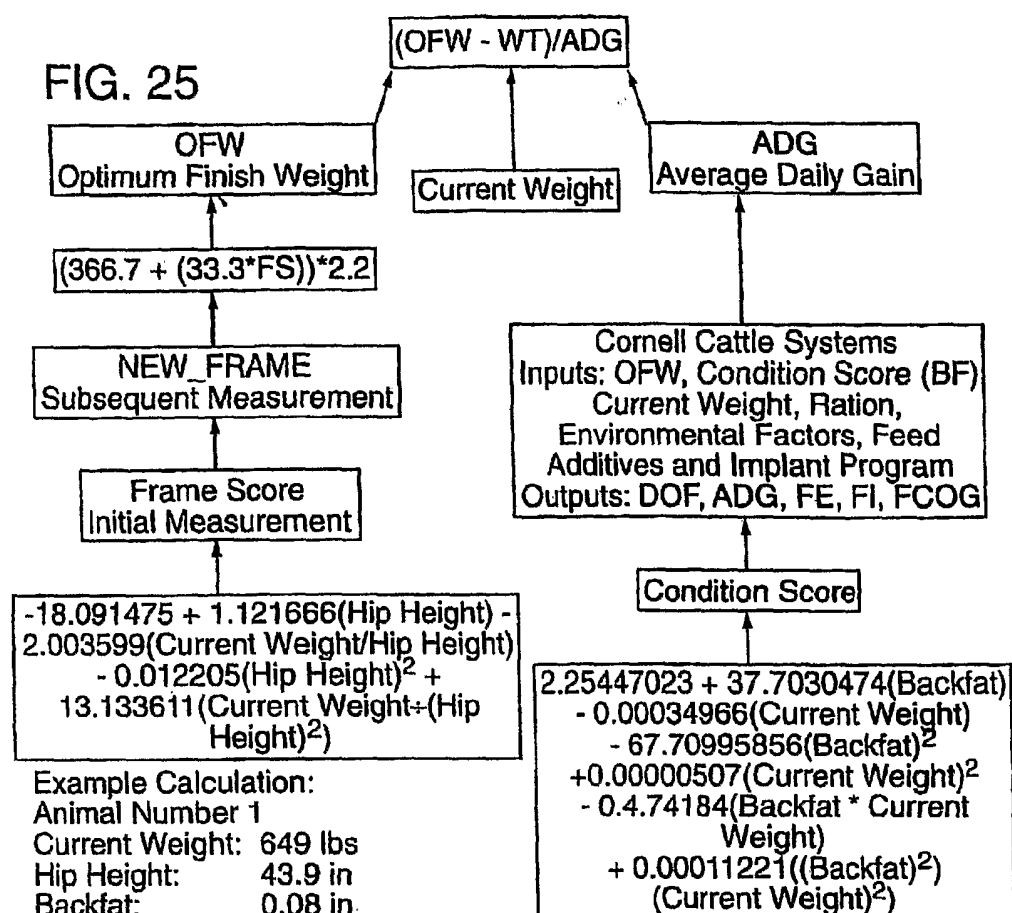 (OFW - WT)/ADG
FIG. 25
OFW
Optimum Finish Weight
Current Weight
ADG
Average Daily Gain
(366.7 + (33.3*FS))*2.2
NEW_FRAME
Subsequent Measurement
Frame Score
Initial Measurement
-18.091475 + 1.121666(Hip Height) -
2.003599(Current Weight/Hip Height)
- 0.012205(Hip Height)2 +
13.133611(Current Weight÷(Hip
Height)2)
Example Calculation:
Animal Number 1
Current Weight: 649 lbs
Hip Height: 43.9 in
Backfat: 0.08 in
Cornell Cattle Systems
Inputs: OFW, Condition Score (BF)
Current Weight, Ration,
Environmental Factors, Feed
Additives and Implant Program
Outputs: DOF, ADG, FE, FI, FCOG
Condition Score
2.25447023 + 37.7030474(Backfat)
- 0.00034966(Current Weight)
- 67.70995856(Backfat)2
+0.00000507(Current Weight)2
- 0.4.74184(Backfat * Current
Weight)
+ 0.00011221((Backfat)2)
(Current Weight)2)